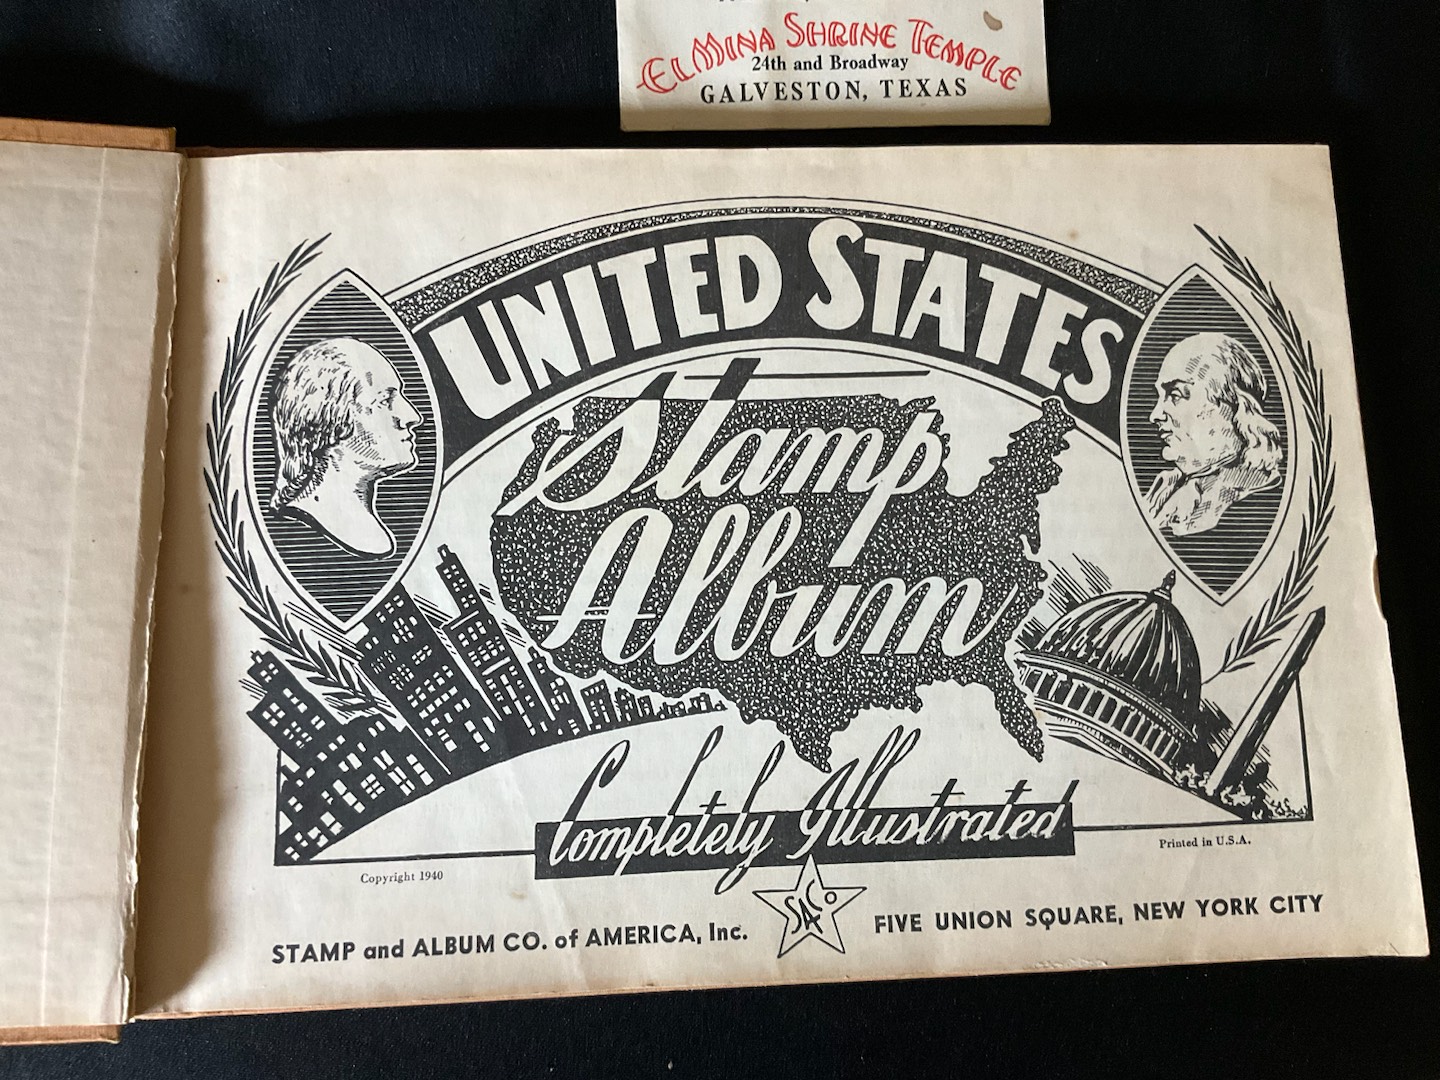 El Mina Shrine Temple
24th and Broadway
GALVESTON, TEXAS
UNITED STATES
Stamp
Album
Completely Illustrated
Copyright 1940
Printed in U.S.A.
STAMP and ALBUM CO. of AMERICA, Inc.
SACO
FIVE UNION SQUARE, NEW YORK CITY